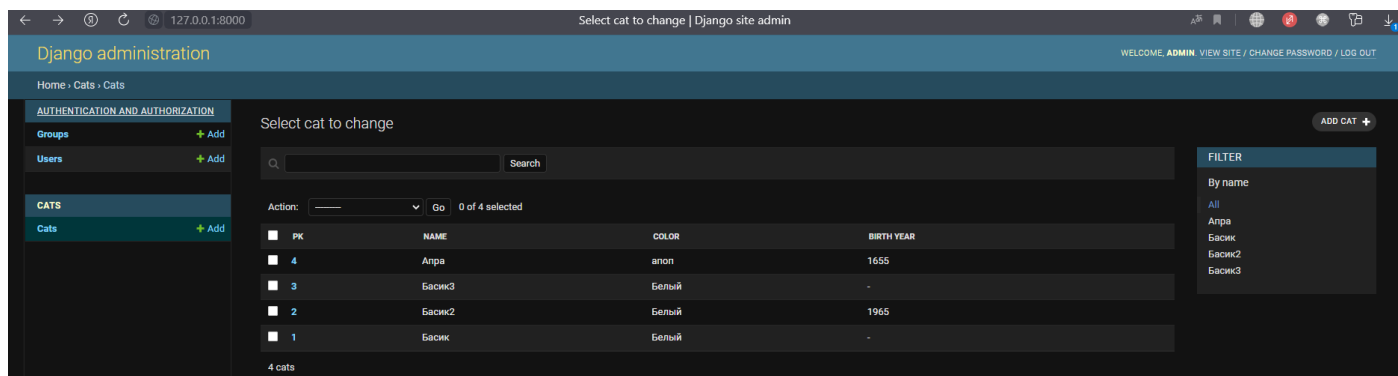 127.0.0.1:8000 Select cat to change | Django site admin
Django administration
WELCOME, ADMIN. VIEW SITE / CHANGE PASSWORD / LOG OUT
Home › Cats › Cats
AUTHENTICATION AND AUTHORIZATION
Groups + Add
Users + Add
CATS
Cats + Add
Select cat to change
ADD CAT +
Search
Action: --------- Go 0 of 4 selected
PK NAME COLOR BIRTH YEAR
4 Апра апоп 1655
3 Басик3 Белый -
2 Басик2 Белый 1965
1 Басик Белый -
4 cats
FILTER
By name
All
Апра
Басик
Басик2
Басик3